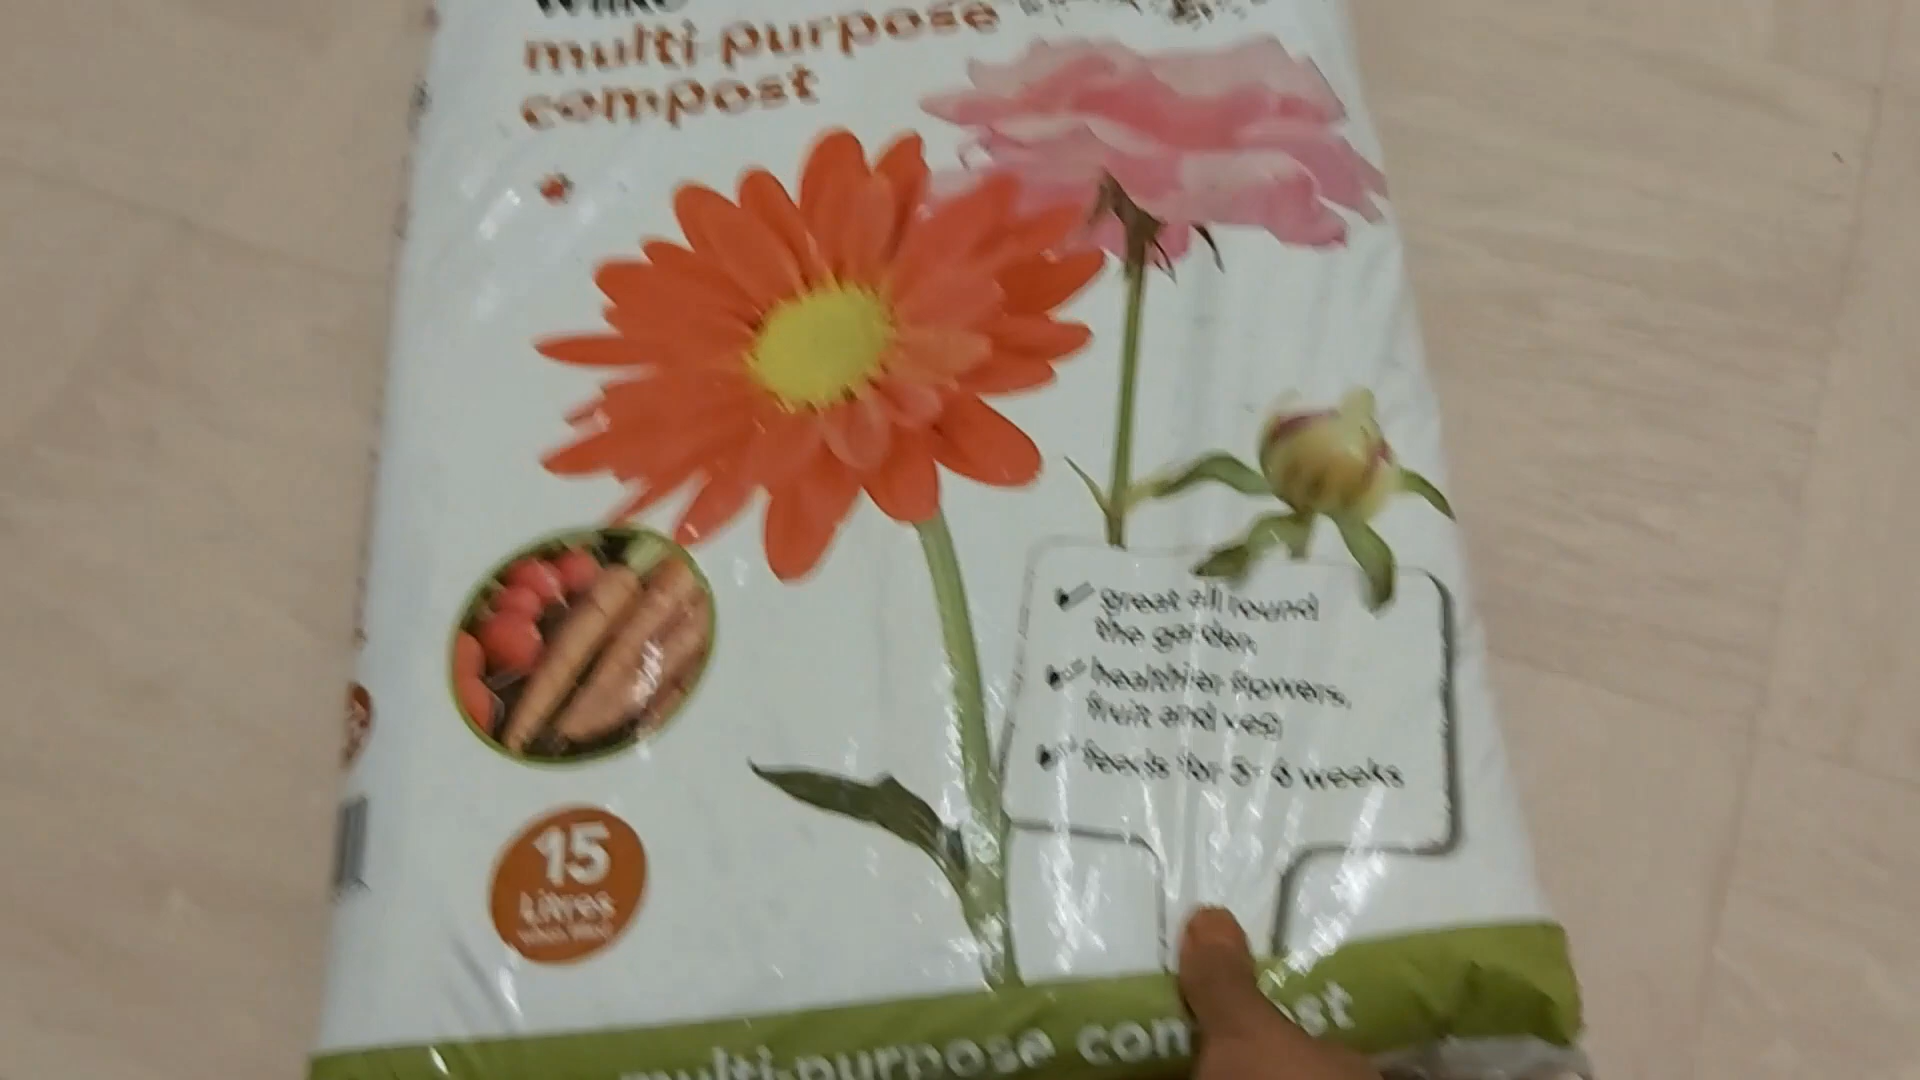 wilko
multi-purpose
compost
great all round
the garden
healthier flowers,
fruit and veg
feeds for 5-6 weeks
15
Litres
multi-purpose